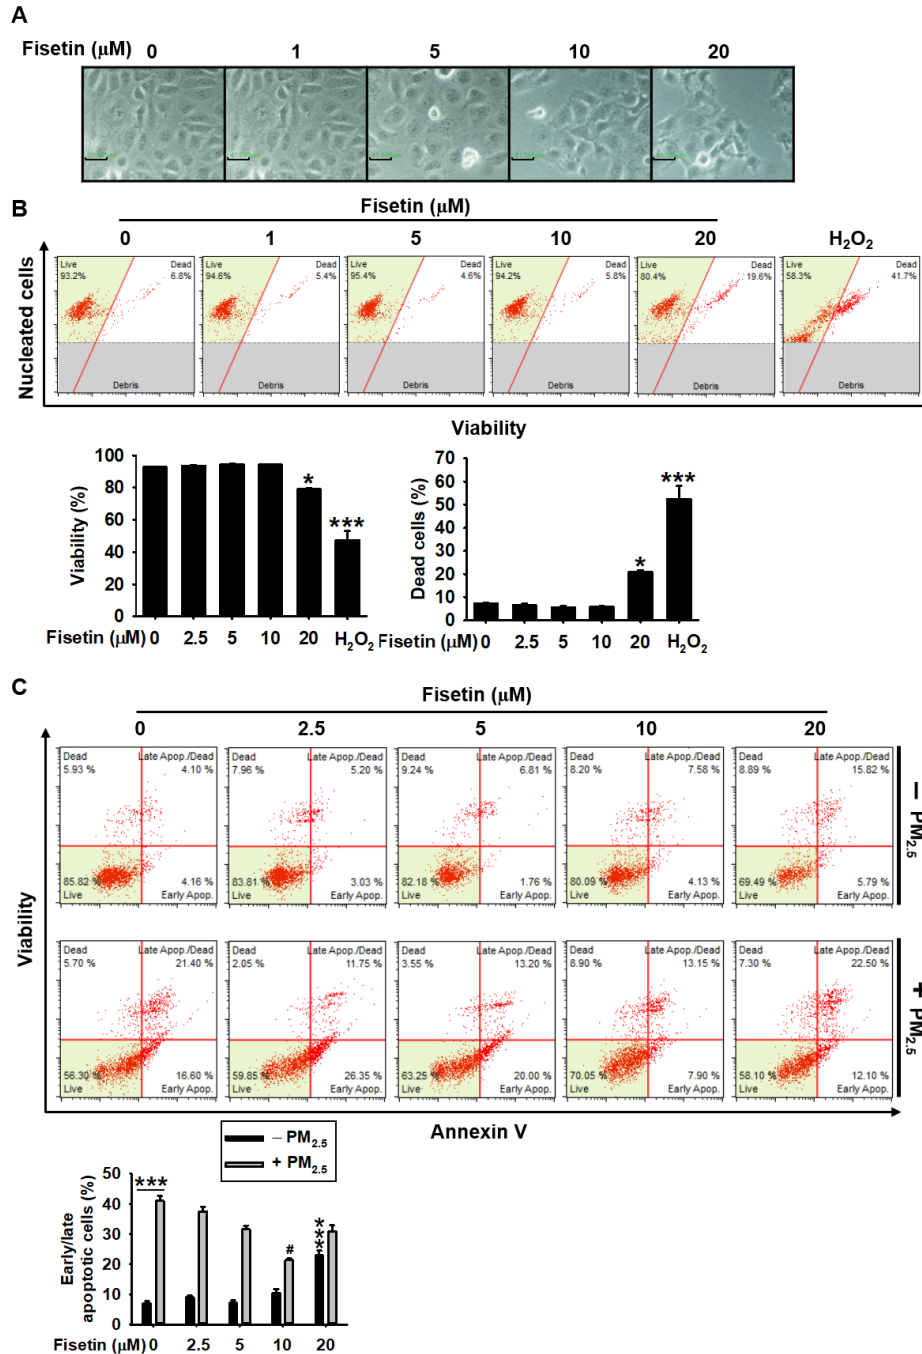 A
Fisetin (μM) 0 1 5 10 20
B
Fisetin (μM)
0 1 5 10 20 H₂O₂
Live Dead Live Dead Live Dead Live Dead Live Dead Live Dead
93.2% 6.8% 94.6% 5.4% 95.4% 4.6% 94.2% 5.8% 80.4% 19.6% 58.3% 41.7%
Nucleated cells
Debris Debris Debris Debris Debris Debris
Viability
100
80
60
40
20
0
Viability (%)
* ***
Fisetin (μM) 0 2.5 5 10 20 H₂O₂
70
60
50
40
30
20
10
0
Dead cells (%)
* ***
Fisetin (μM) 0 2.5 5 10 20 H₂O₂
C
Fisetin (μM)
0 2.5 5 10 20
Dead Late Apop./Dead Dead Late Apop./Dead Dead Late Apop./Dead Dead Late Apop./Dead Dead Late Apop./Dead
5.93 % 4.10 % 7.96 % 5.20 % 9.24 % 6.81 % 8.20 % 7.58 % 8.89 % 15.82 %
85.82 % 4.16 % 83.81 % 3.03 % 82.18 % 1.76 % 80.09 % 4.13 % 69.49 % 5.79 %
Live Early Apop. Live Early Apop. Live Early Apop. Live Early Apop. Live Early Apop.
− PM2.5
Viability
Dead Late Apop./Dead Dead Late Apop./Dead Dead Late Apop./Dead Dead Late Apop./Dead Dead Late Apop./Dead
5.70 % 21.40 % 2.05 % 11.75 % 3.55 % 13.20 % 8.90 % 13.15 % 7.30 % 22.50 %
56.30 % 16.60 % 59.85 % 26.35 % 63.25 % 20.00 % 70.05 % 7.90 % 58.10 % 12.10 %
Live Early Apop. Live Early Apop. Live Early Apop. Live Early Apop. Live Early Apop.
+ PM2.5
Annexin V
− PM2.5
+ PM2.5
50
40
30
20
10
0
Early/late
apoptotic cells (%)
*** # ***
Fisetin (μM) 0 2.5 5 10 20